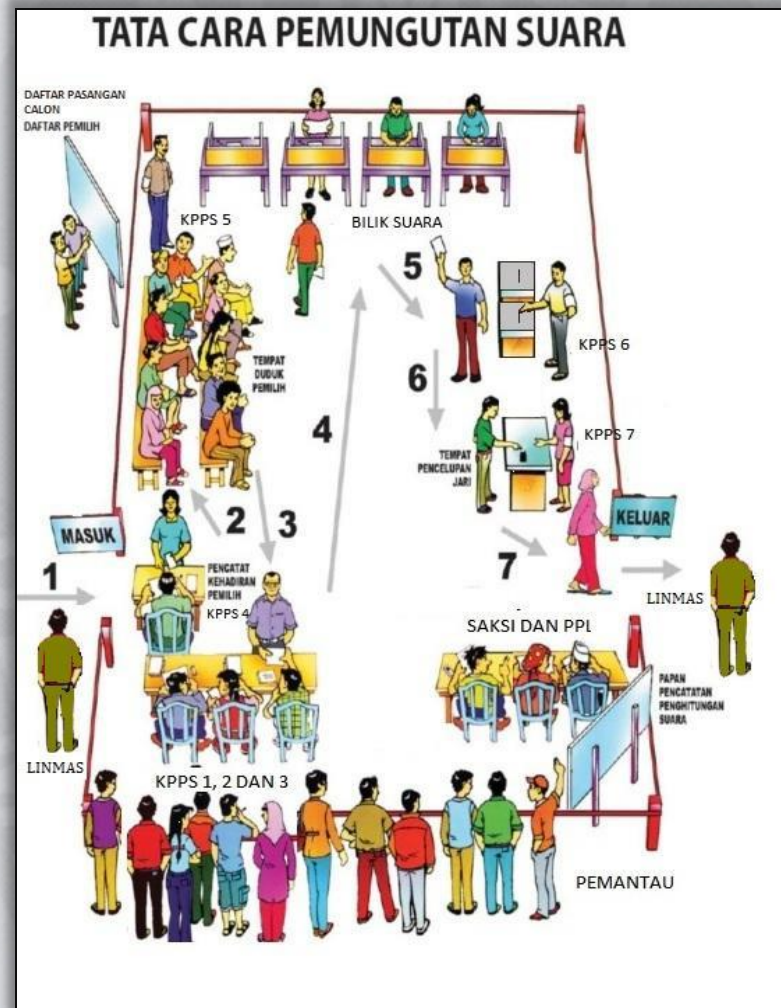 TATA CARA PEMUNGUTAN SUARA
DAFTAR PASANGAN
CALON
DAFTAR PEMILIH
KPPS 5
BILIK SUARA
5
KPPS 6
TEMPAT
DUDUK
PEMILIH
4
6
KPPS 7
TEMPAT
PENCELUPAN
JARI
MASUK
2
3
KELUAR
1
PENCATAT
KEHADIRAN
PEMILIH
KPPS 4
7
LINMAS
SAKSI DAN PPL
PAPAN
PENCATATAN
PENGHITUNGAN
SUARA
LINMAS
KPPS 1, 2 DAN 3
PEMANTAU